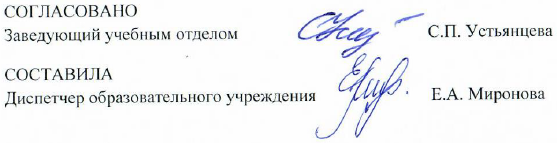 СОГЛАСОВАНО
Заведующий учебным отделом С.П. Устьянцева
СОСТАВИЛА
Диспетчер образовательного учреждения Е.А. Миронова